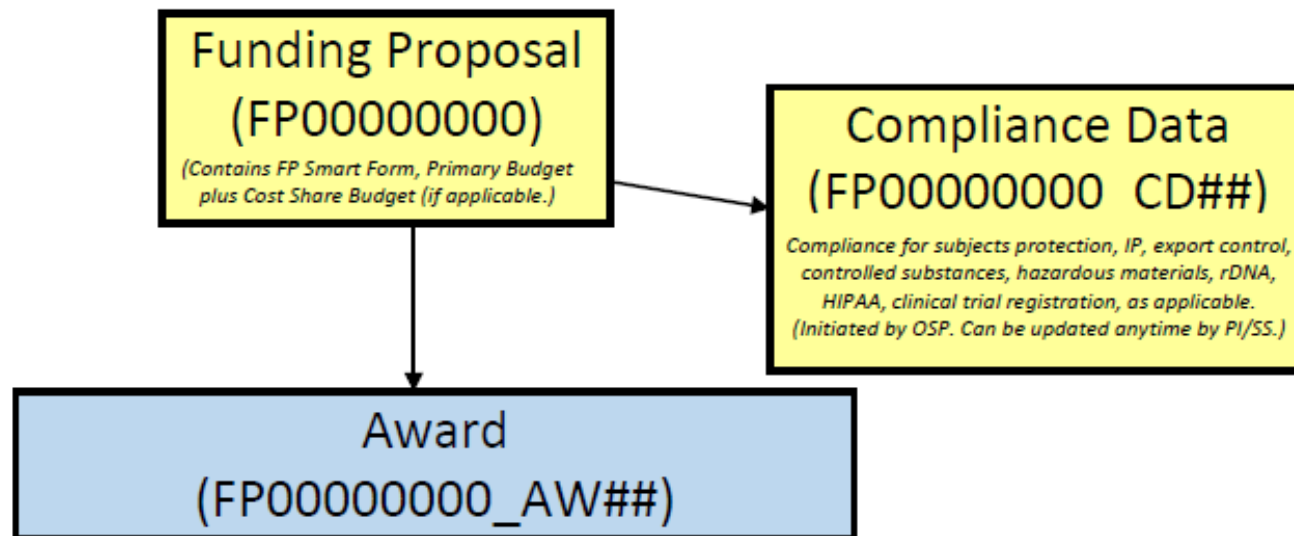 Funding Proposal
(FP00000000)
(Contains FP Smart Form, Primary Budget
plus Cost Share Budget (if applicable.)
Compliance Data
(FP00000000 CD##)
Compliance for subjects protection, IP, export control,
controlled substances, hazardous materials, rDNA,
HIPAA, clinical trial registration, as applicable.
(Initiated by OSP. Can be updated anytime by PI/SS.)
Award
(FP00000000_AW##)